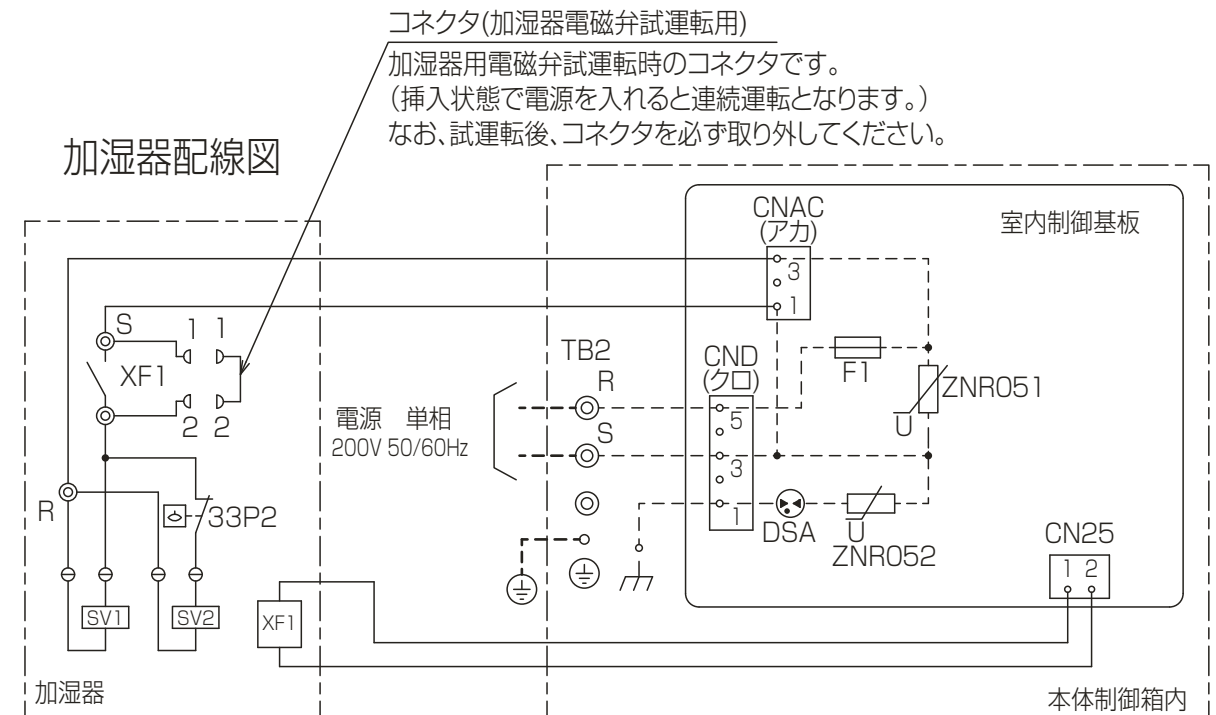 コネクタ(加湿器電磁弁試運転用)
加湿器用電磁弁試運転時のコネクタです。
（挿入状態で電源を入れると連続運転となります。）
なお、試運転後、コネクタを必ず取り外してください。
加湿器配線図
CNAC
(アカ)
3
1
室内制御基板
S
1 1
XF1
2 2
TB2
R
S
CND
(クロ)
5
3
1
F1
ZNR051
U
電源 単相
200V 50/60Hz
R
33P2
DSA
U
ZNR052
CN25
1 2
SV1
SV2
XF1
加湿器
本体制御箱内